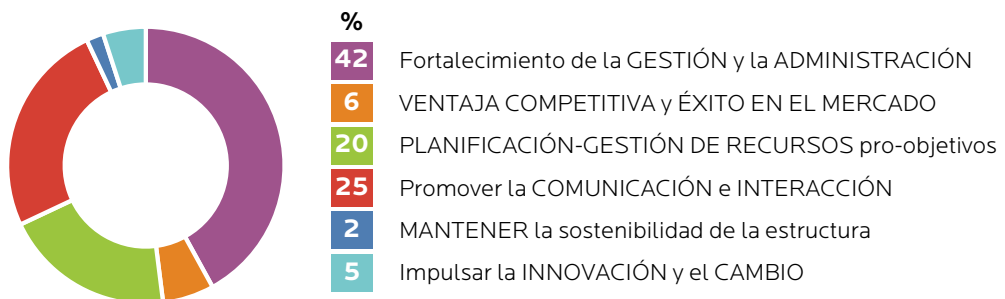 %
42 Fortalecimiento de la GESTIÓN y la ADMINISTRACIÓN
6 VENTAJA COMPETITIVA y ÉXITO EN EL MERCADO
20 PLANIFICACIÓN-GESTIÓN DE RECURSOS pro-objetivos
25 Promover la COMUNICACIÓN e INTERACCIÓN
2 MANTENER la sostenibilidad de la estructura
5 Impulsar la INNOVACIÓN y el CAMBIO